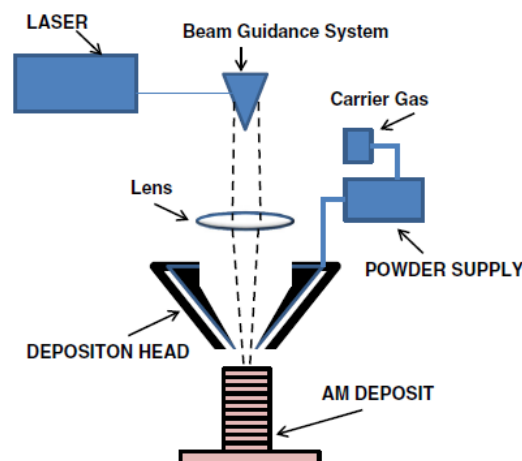 LASER
Beam Guidance System
Carrier Gas
Lens
POWDER SUPPLY
DEPOSITON HEAD
AM DEPOSIT